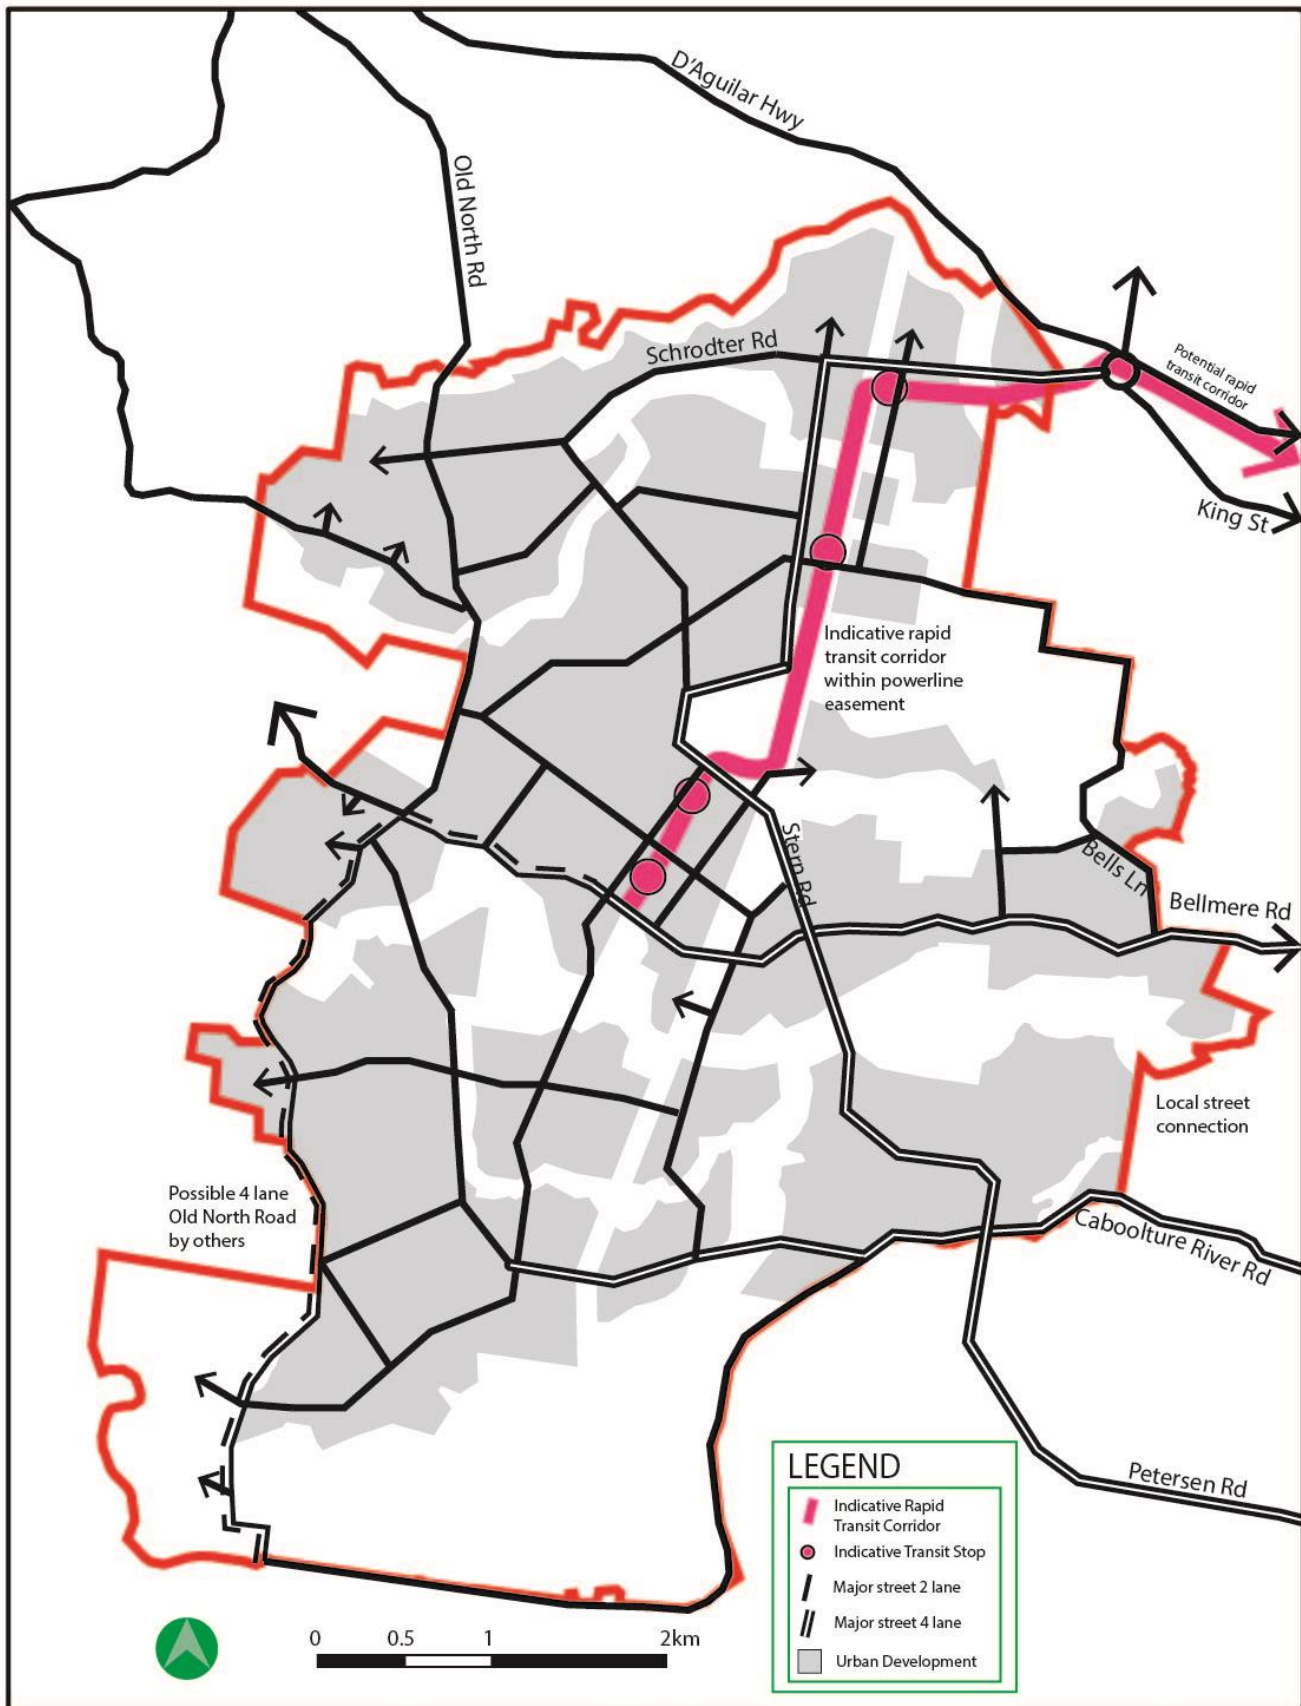 D'Aguilar Hwy
Old North Rd
Schrodter Rd
Potential rapid
transit corridor
King St
Indicative rapid
transit corridor
within powerline
easement
Stern Rd
Bells Ln
Bellmere Rd
Local street
connection
Possible 4 lane
Old North Road
by others
Caboolture River Rd
Petersen Rd
LEGEND
Indicative Rapid
Transit Corridor
Indicative Transit Stop
Major street 2 lane
Major street 4 lane
Urban Development
0 0.5 1 2km